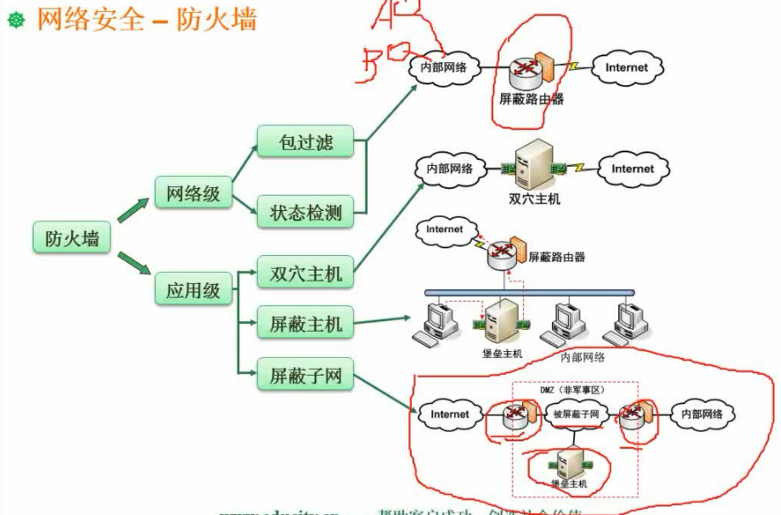 网络安全 – 防火墙
A
B
内部网络
Internet
屏蔽路由器
包过滤
内部网络
Internet
双穴主机
网络级
状态检测
防火墙
Internet
屏蔽路由器
应用级
双穴主机
屏蔽主机
堡垒主机
内部网络
屏蔽子网
DMZ (非军事区)
Internet
被屏蔽子网
内部网络
堡垒主机